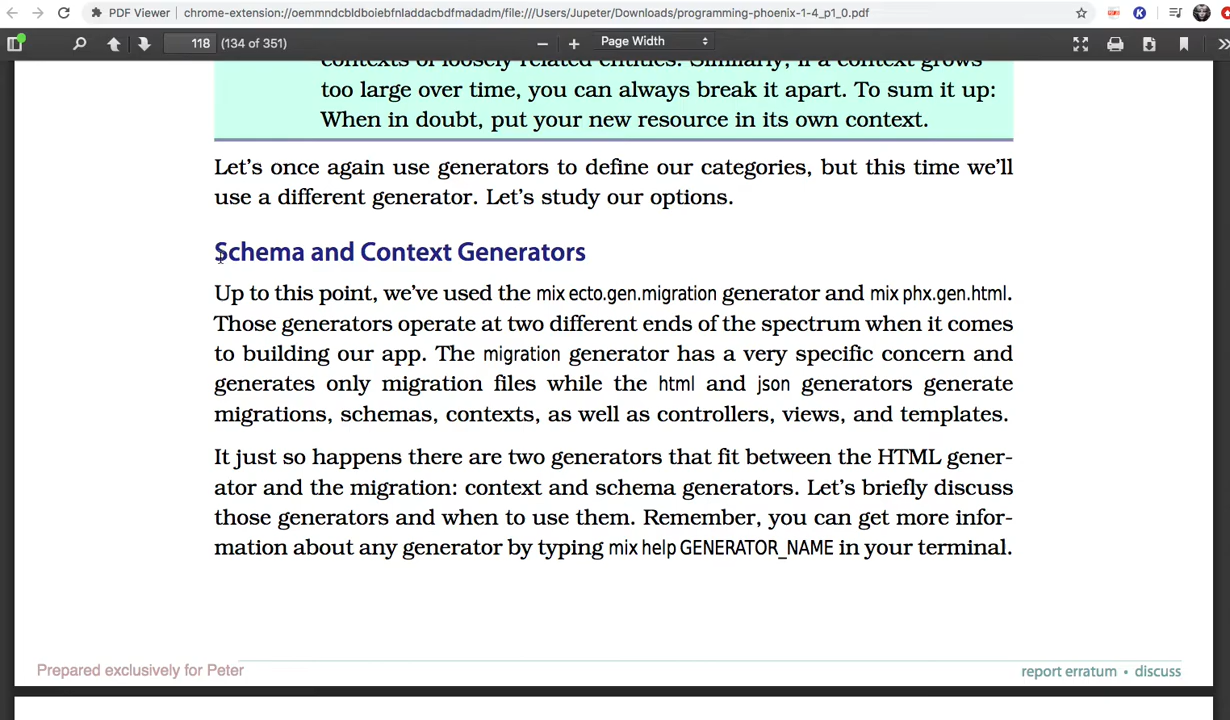 PDF Viewer | chrome-extension://oemmndcbldboiebfnladdacbdfmadadm/file:///Users/Jupeter/Downloads/programming-phoenix-1-4_p1_0.pdf
118 (134 of 351) Page Width
contexts of loosely related entities. Similarly, if a context grows
too large over time, you can always break it apart. To sum it up:
When in doubt, put your new resource in its own context.
Let's once again use generators to define our categories, but this time we'll
use a different generator. Let's study our options.
Schema and Context Generators
Up to this point, we've used the mix ecto.gen.migration generator and mix phx.gen.html.
Those generators operate at two different ends of the spectrum when it comes
to building our app. The migration generator has a very specific concern and
generates only migration files while the html and json generators generate
migrations, schemas, contexts, as well as controllers, views, and templates.
It just so happens there are two generators that fit between the HTML gener-
ator and the migration: context and schema generators. Let's briefly discuss
those generators and when to use them. Remember, you can get more infor-
mation about any generator by typing mix help GENERATOR_NAME in your terminal.
Prepared exclusively for Peter
report erratum • discuss